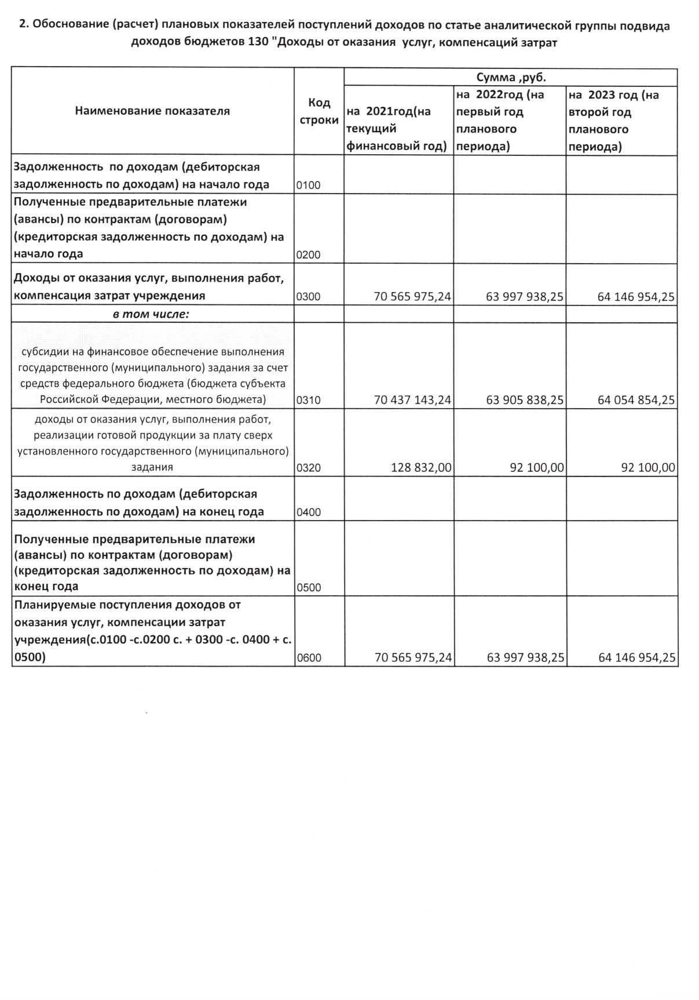 2. Обоснование (расчет) плановых показателей поступлений доходов по статье аналитической группы подвида
доходов бюджетов 130 "Доходы от оказания  услуг, компенсаций затрат
Наименование показателя
Код
строки
Сумма ,руб.
на  2021год(на
текущий
финансовый год)
на  2022год (на
первый год
планового
периода)
на  2023 год (на
второй год
планового
периода)
Задолженность  по доходам (дебиторская
задолженность по доходам) на начало года
0100
Полученные предварительные платежи
(авансы) по контрактам (договорам)
(кредиторская задолженность по доходам) на
начало года
0200
Доходы от оказания услуг, выполнения работ,
компенсация затрат учреждения
0300 70 565 975,24 63 997 938,25 64 146 954,25
в том числе:
субсидии на финансовое обеспечение выполнения
государственного (муниципального) задания за счет
средств федерального бюджета (бюджета субъекта
Российской Федерации, местного бюджета)
0310 70 437 143,24 63 905 838,25 64 054 854,25
доходы от оказания услуг, выполнения работ,
реализации готовой продукции за плату сверх
установленного государственного (муниципального)
задания
0320 128 832,00 92 100,00 92 100,00
Задолженность по доходам (дебиторская
задолженность по доходам) на конец года
0400
Полученные предварительные платежи
(авансы) по контрактам (договорам)
(кредиторская задолженность по доходам) на
конец года
0500
Планируемые поступления доходов от
оказания услуг, компенсации затрат
учреждения(с.0100 -с.0200 с. + 0300 -с. 0400 + с.
0500)
0600 70 565 975,24 63 997 938,25 64 146 954,25